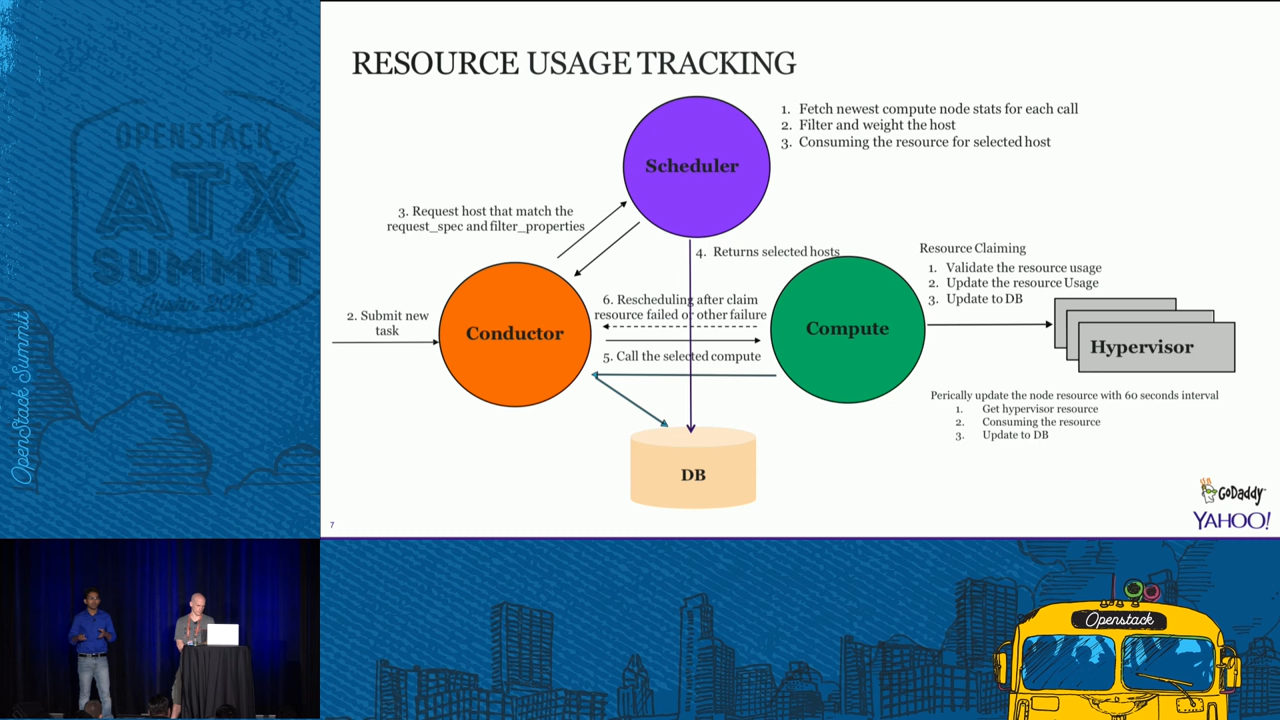 RESOURCE USAGE TRACKING
1. Fetch newest compute node stats for each call
2. Filter and weight the host
3. Consuming the resource for selected host
Scheduler
3. Request host that match the
request_spec and filter_properties
4. Returns selected hosts
Resource Claiming
1. Validate the resource usage
2. Update the resource Usage
3. Update to DB
2. Submit new
task
Conductor
6. Rescheduling after claim
resource failed or other failure
5. Call the selected compute
Compute
Hypervisor
Perically update the node resource with 60 seconds interval
1. Get hypervisor resource
2. Consuming the resource
3. Update to DB
DB
GoDaddy
YAHOO!
7
OPENSTACK
ATX
SUMMIT
OpenStack Summit
Openstack